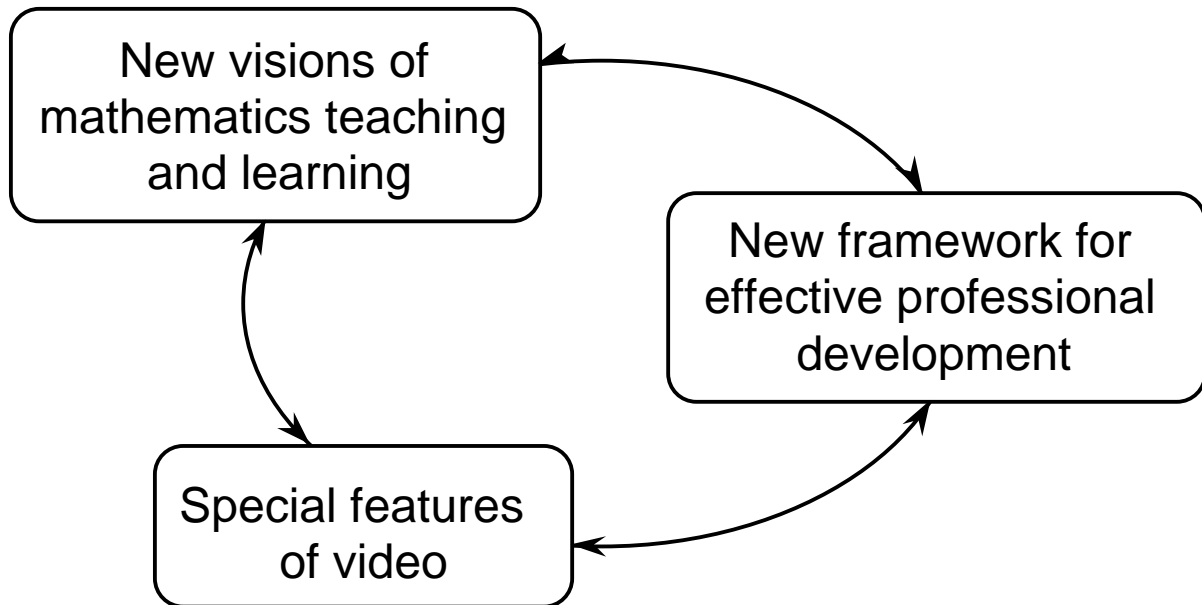 New visions of
mathematics teaching
and learning
New framework for
effective professional
development
Special features
of video